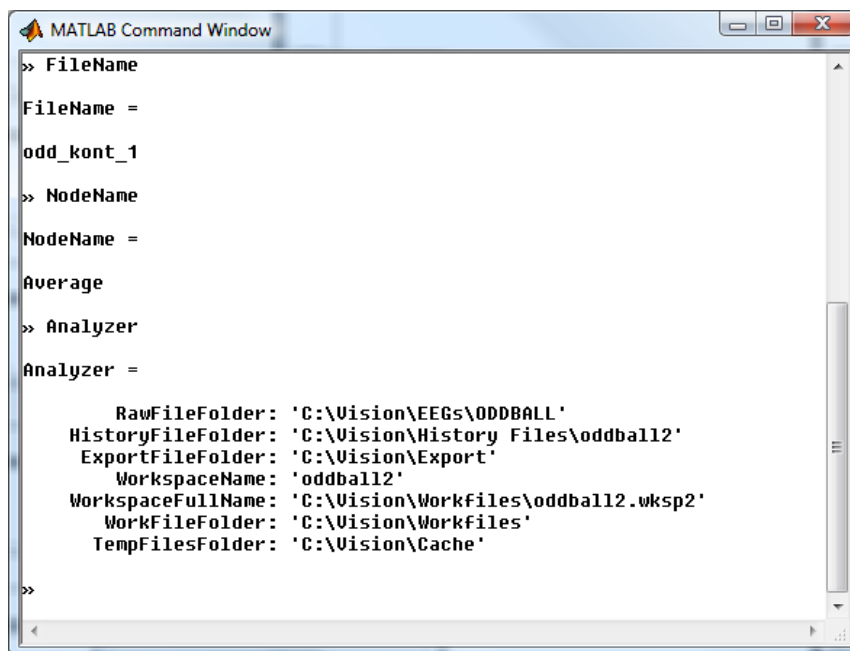 MATLAB Command Window
» FileName
FileName =
odd_kont_1
» NodeName
NodeName =
Average
» Analyzer
Analyzer =
RawFileFolder: 'C:\Vision\EEGs\ODDBALL'
HistoryFileFolder: 'C:\Vision\History Files\oddball2'
ExportFileFolder: 'C:\Vision\Export'
WorkspaceName: 'oddball2'
WorkspaceFullName: 'C:\Vision\Workfiles\oddball2.wksp2'
WorkFileFolder: 'C:\Vision\Workfiles'
TempFilesFolder: 'C:\Vision\Cache'
»